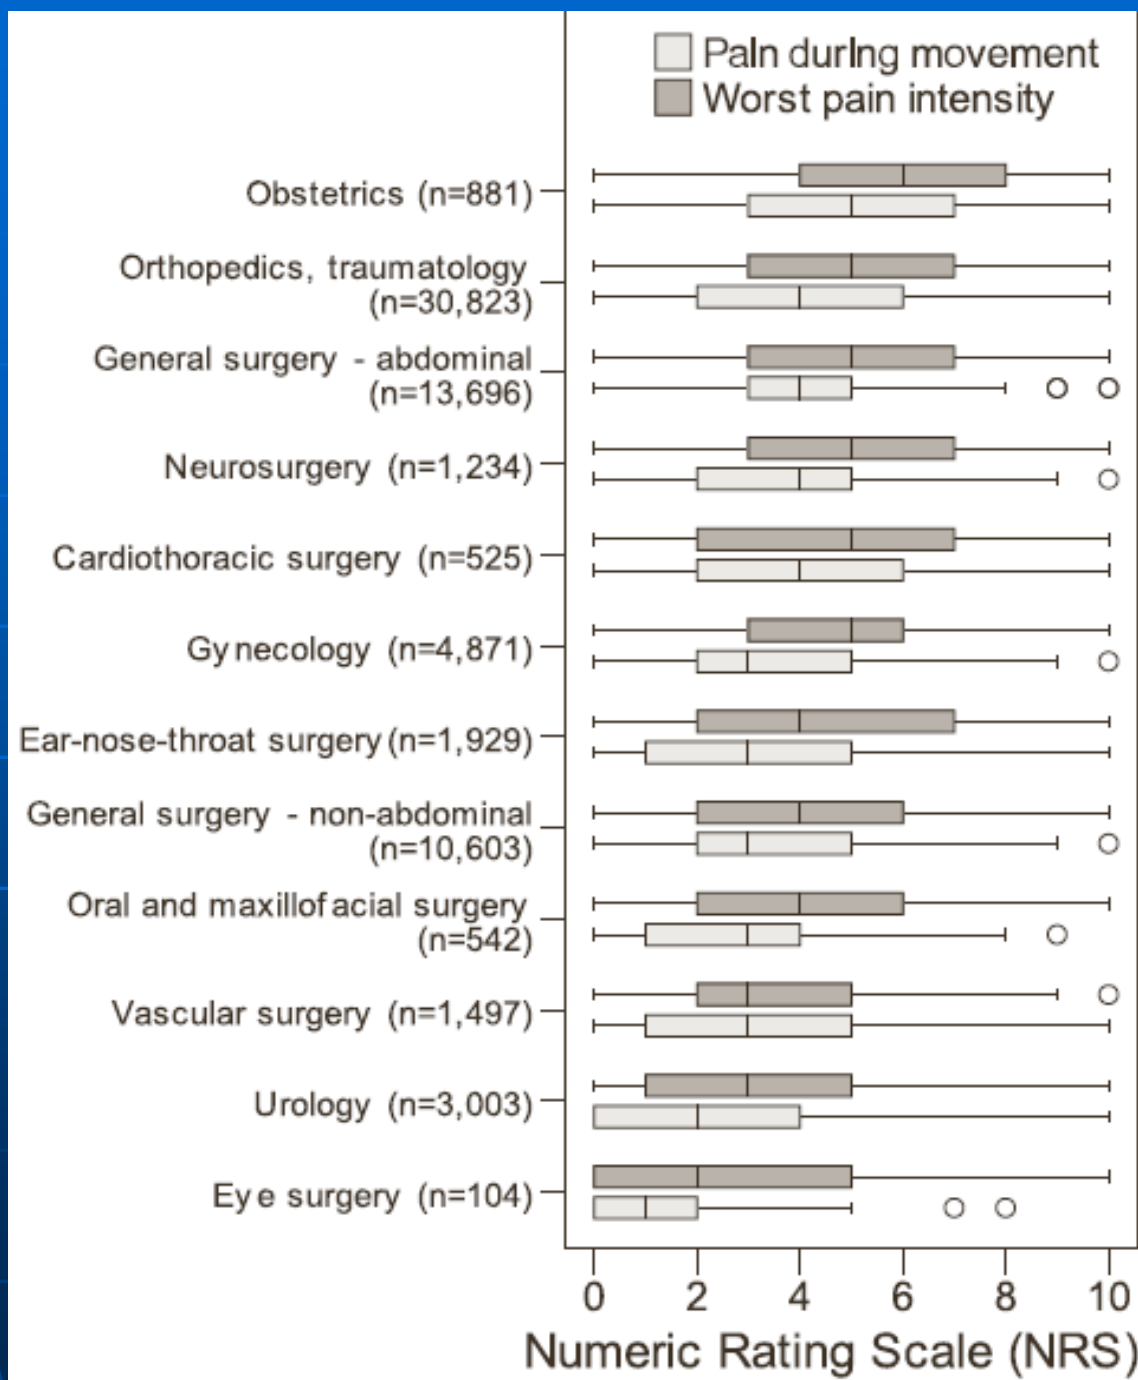 Pain during movement
Worst pain intensity
Obstetrics (n=881)
Orthopedics, traumatology
(n=30,823)
General surgery - abdominal
(n=13,696)
Neurosurgery (n=1,234)
Cardiothoracic surgery (n=525)
Gynecology (n=4,871)
Ear-nose-throat surgery (n=1,929)
General surgery - non-abdominal
(n=10,603)
Oral and maxillofacial surgery
(n=542)
Vascular surgery (n=1,497)
Urology (n=3,003)
Eye surgery (n=104)
0 2 4 6 8 10
Numeric Rating Scale (NRS)